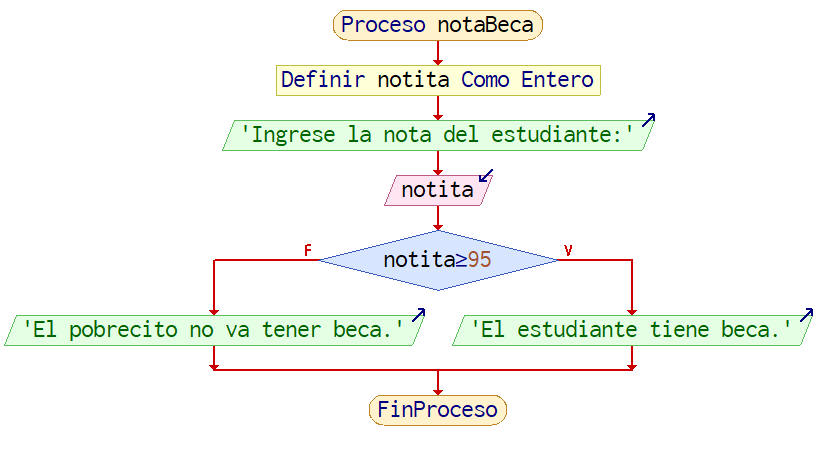 Proceso notaBeca
Definir notita Como Entero
'Ingrese la nota del estudiante:'
notita
notita≥95
F
V
'El pobrecito no va tener beca.'
'El estudiante tiene beca.'
FinProceso